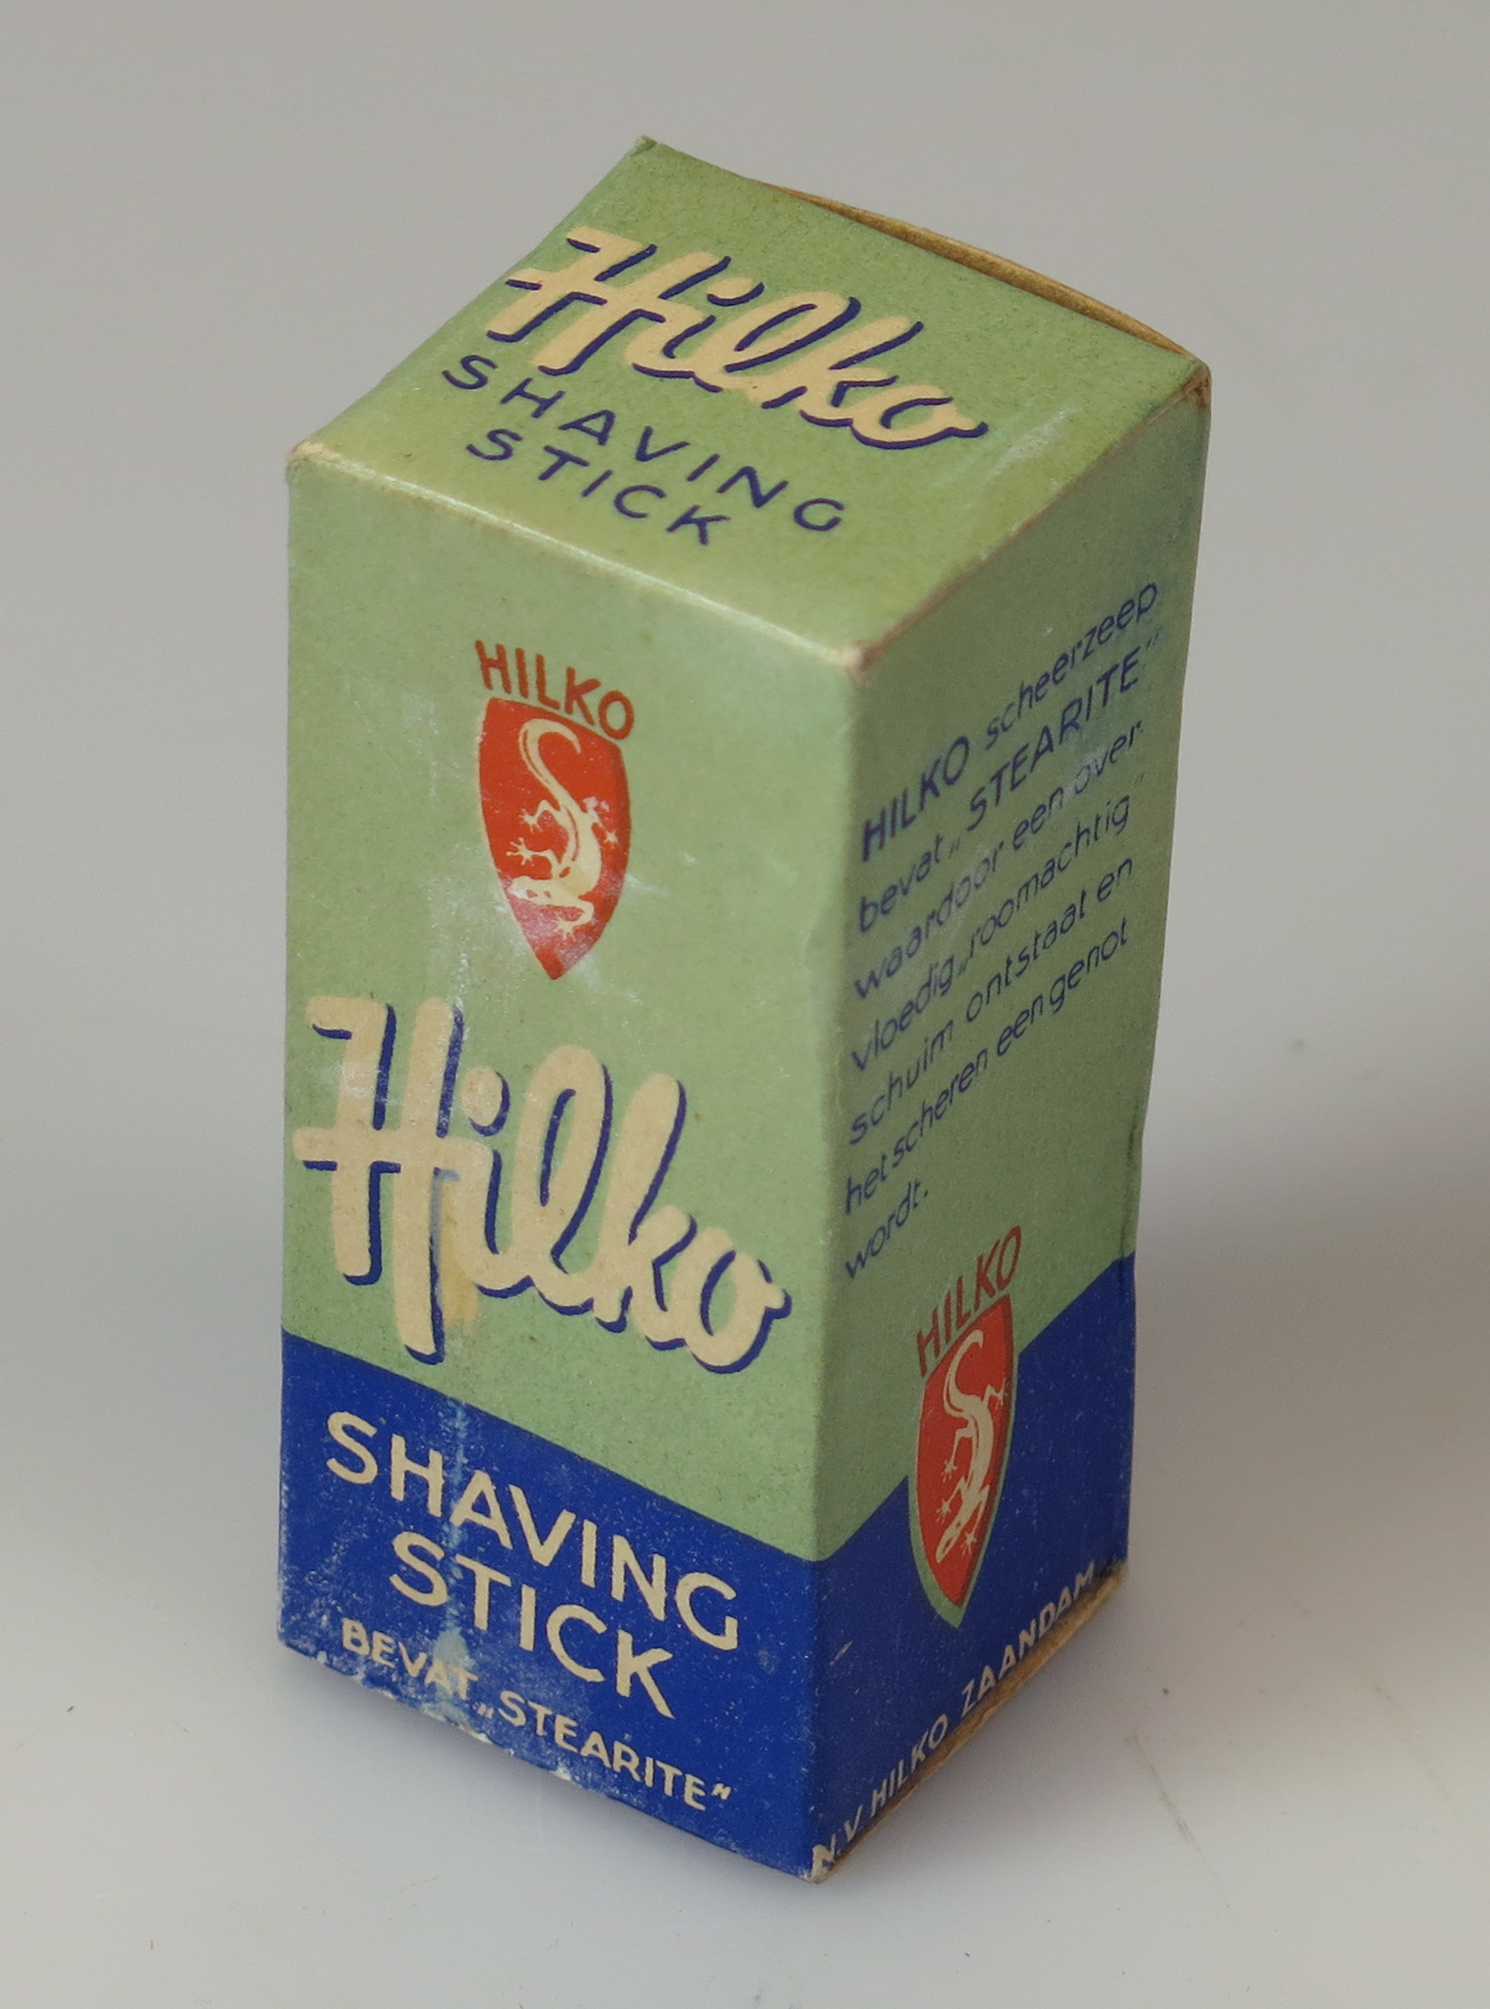 Hilko
SHAVING
STICK
HILKO
Hilko
SHAVING
STICK
BEVAT „STEARITE"
HILKO scheerzeep
bevat „STEARITE"
waardoor een over-
vloedig „roomachtig"
schuim ontstaat en
het scheren een genot
wordt.
HILKO
N.V HILKO ZAANDAM